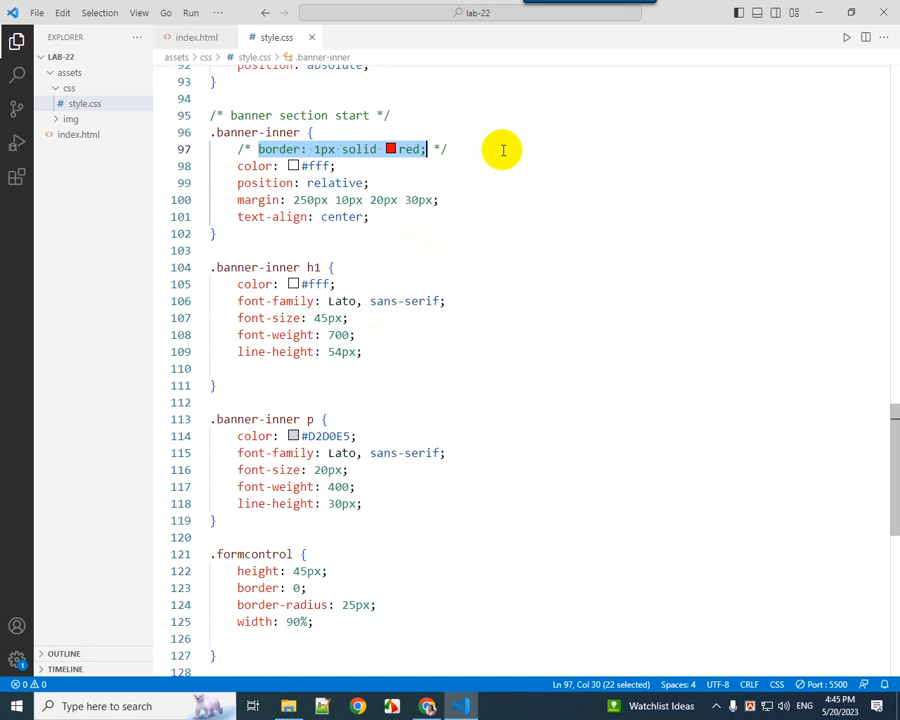 File Edit Selection View Go Run ··· lab-22
EXPLORER ···
index.html style.css
assets > css > # style.css > .banner-inner
LAB-22
assets
css
# style.css
img
index.html
92 position: absolute;
93 }
94
95 /* banner section start */
96 .banner-inner {
97 /* border: 1px solid red; */
98 color: #fff;
99 position: relative;
100 margin: 250px 10px 20px 30px;
101 text-align: center;
102 }
103
104 .banner-inner h1 {
105 color: #fff;
106 font-family: Lato, sans-serif;
107 font-size: 45px;
108 font-weight: 700;
109 line-height: 54px;
110
111 }
112
113 .banner-inner p {
114 color: #D2D0E5;
115 font-family: Lato, sans-serif;
116 font-size: 20px;
117 font-weight: 400;
118 line-height: 30px;
119 }
120
121 .formcontrol {
122 height: 45px;
123 border: 0;
124 border-radius: 25px;
125 width: 90%;
126
127 }
128
OUTLINE
TIMELINE
1
0 0 Ln 97, Col 30 (22 selected) Spaces: 4 UTF-8 CRLF CSS Port : 5500
Type here to search Watchlist Ideas ENG 4:45 PM
5/20/2023